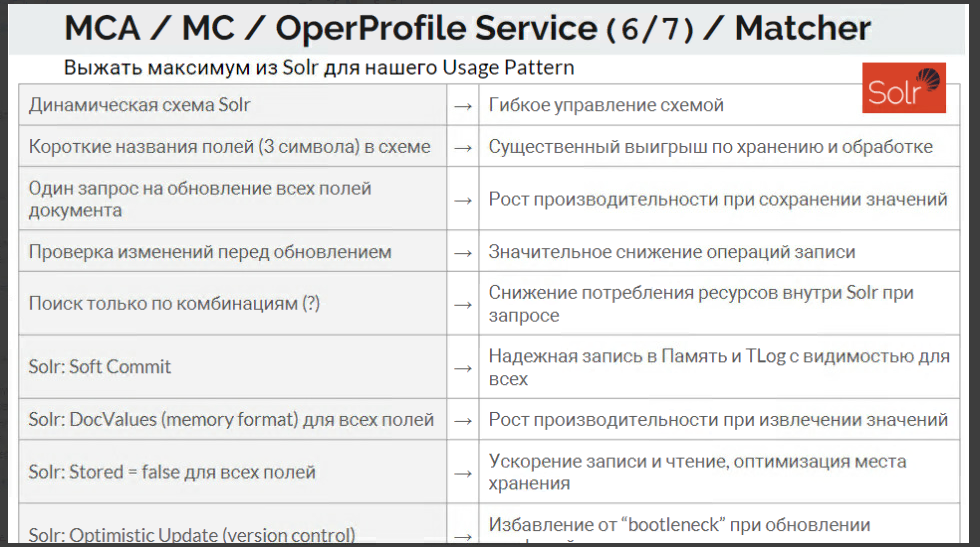 MCA / MC / OperProfile Service (6/7) / Matcher
Выжать максимум из Solr для нашего Usage Pattern
Solr
Динамическая схема Solr → Гибкое управление схемой
Короткие названия полей (3 символа) в схеме → Существенный выигрыш по хранению и обработке
Один запрос на обновление всех полей
документа
→ Рост производительности при сохранении значений
Проверка изменений перед обновлением → Значительное снижение операций записи
Поиск только по комбинациям (?) →
Снижение потребления ресурсов внутри Solr при
запросе
Solr: Soft Commit →
Надежная запись в Память и TLog с видимостью для
всех
Solr: DocValues (memory format) для всех полей → Рост производительности при извлечении значений
Solr: Stored = false для всех полей →
Ускорение записи и чтение, оптимизация места
хранения
Solr: Optimistic Update (version control) →
Избавление от “bootleneck” при обновлении